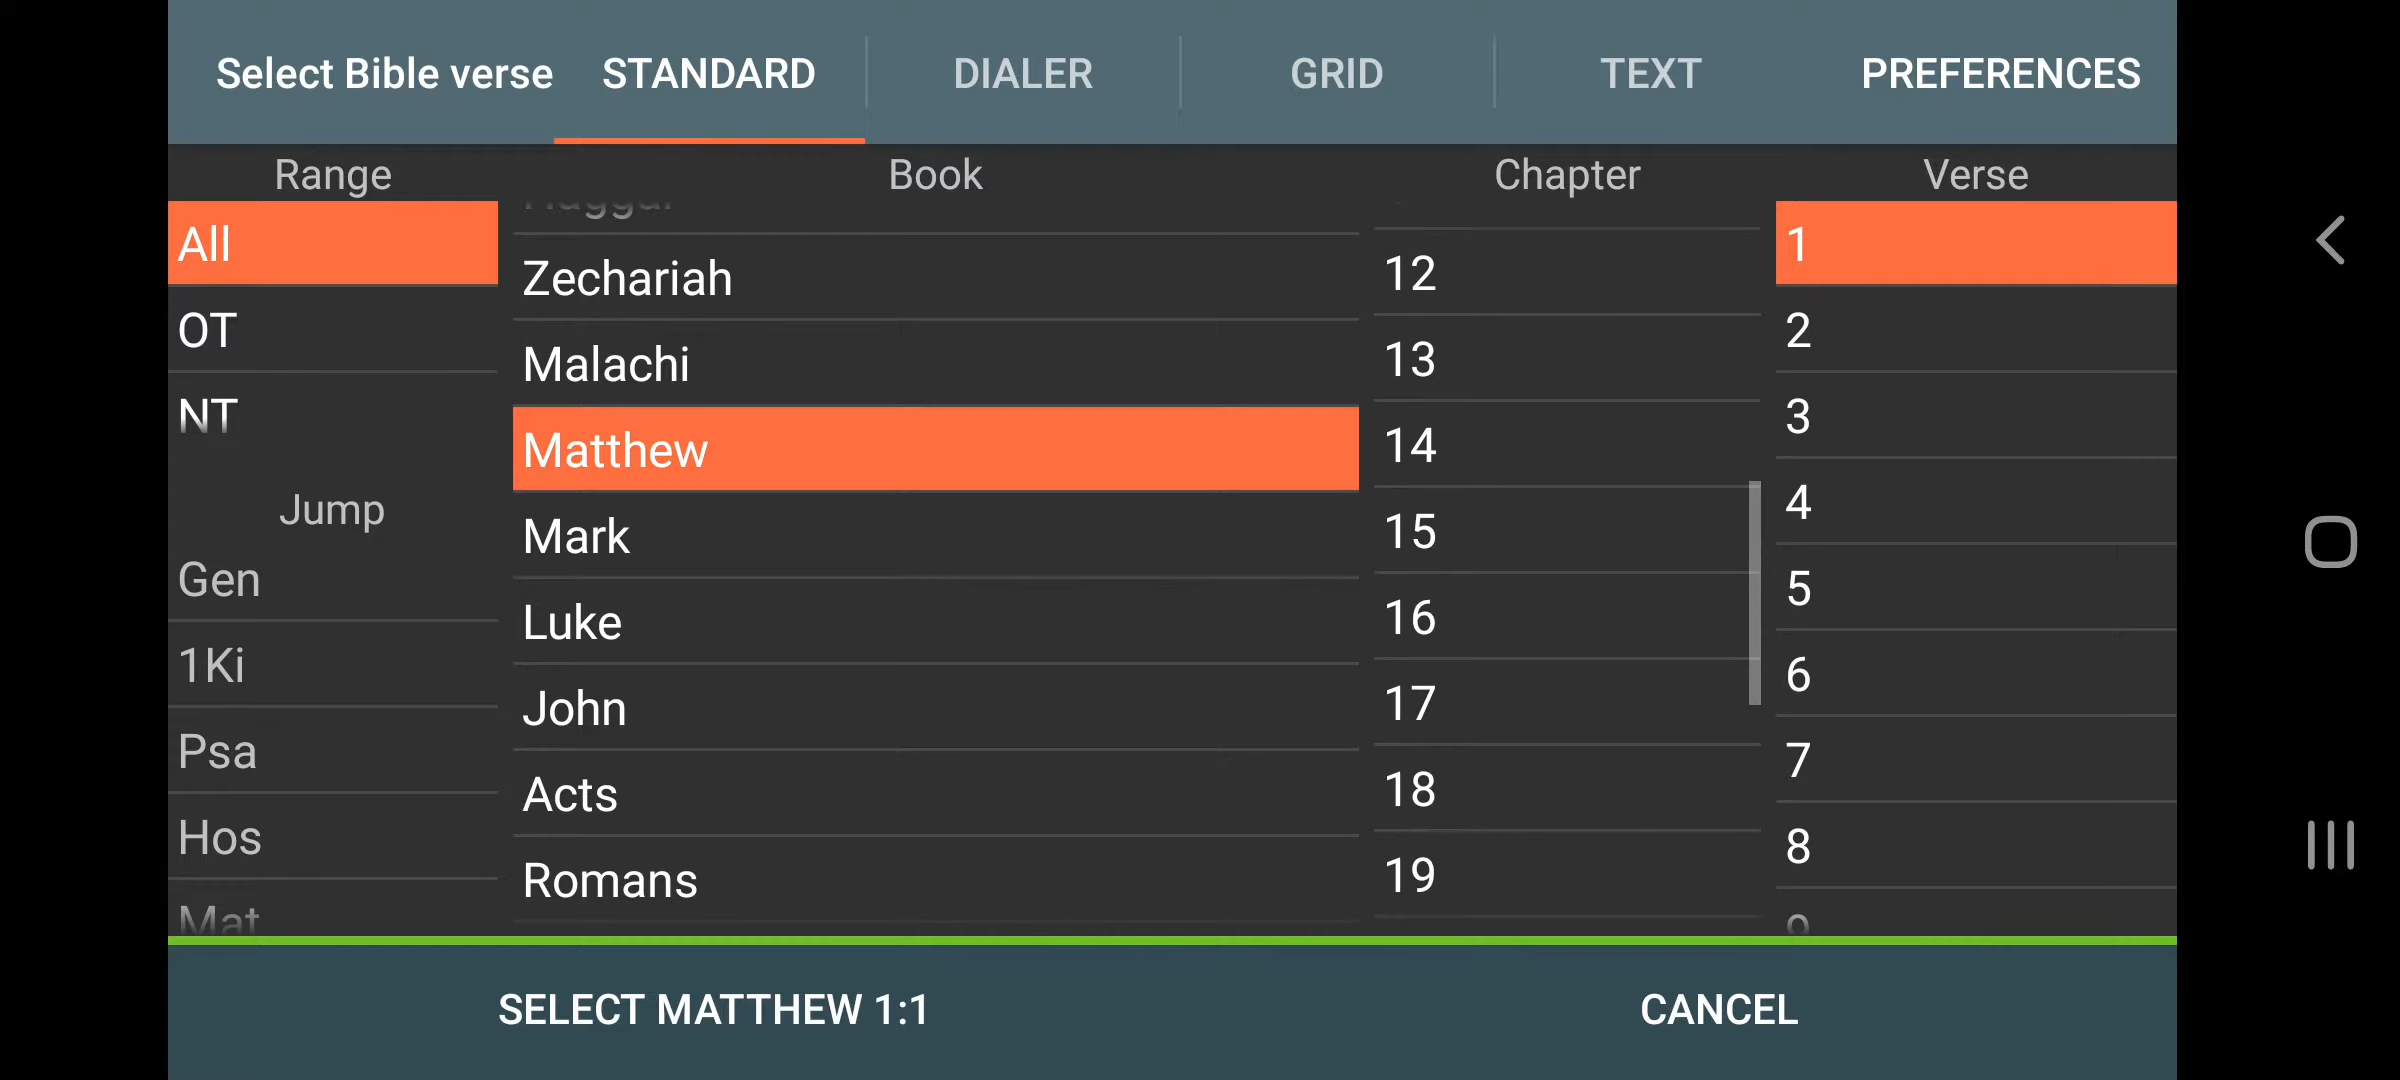 Select Bible verse STANDARD DIALER GRID TEXT PREFERENCES
Range
All
OT
NT
Jump
Gen
1Ki
Psa
Hos
Mat
Book
Zechariah
Malachi
Matthew
Mark
Luke
John
Acts
Romans
Chapter
12
13
14
15
16
17
18
19
Verse
1
2
3
4
5
6
7
8
9
SELECT MATTHEW 1:1 CANCEL